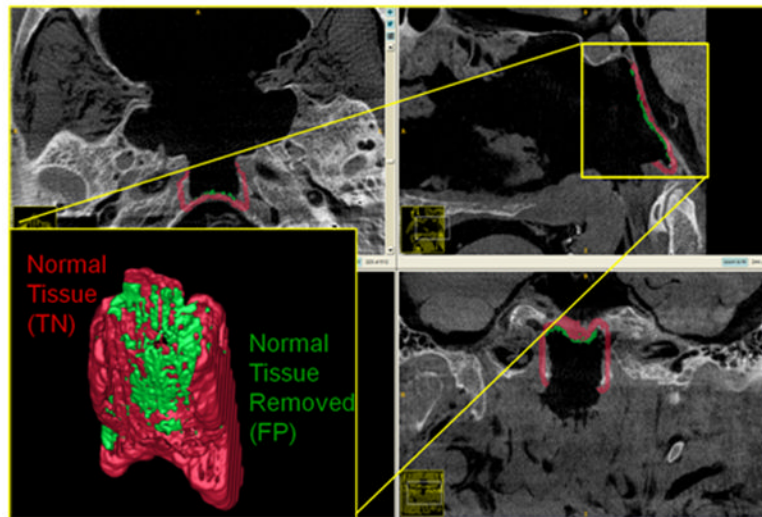 Normal
Tissue
(TN)
Normal
Tissue
Removed
(FP)